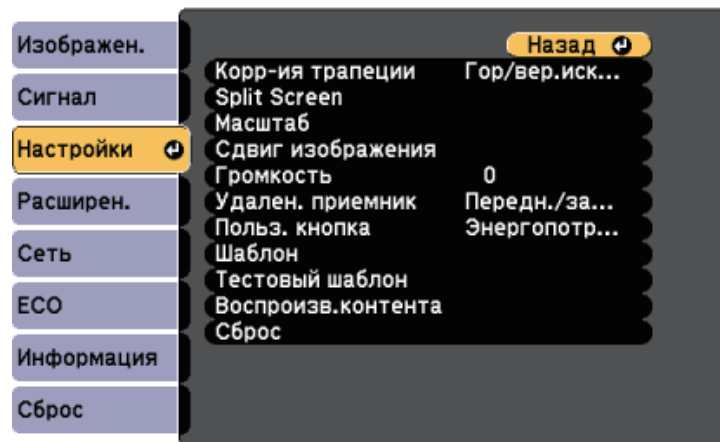 Изображен.
Сигнал
Настройки
Расширен.
Сеть
ECO
Информация
Сброс
Назад
Корр-ия трапеции Гор/вер.иск...
Split Screen
Масштаб
Сдвиг изображения
Громкость 0
Удален. приемник Передн./за...
Польз. кнопка Энергопотр...
Шаблон
Тестовый шаблон
Воспроизв.контента
Сброс